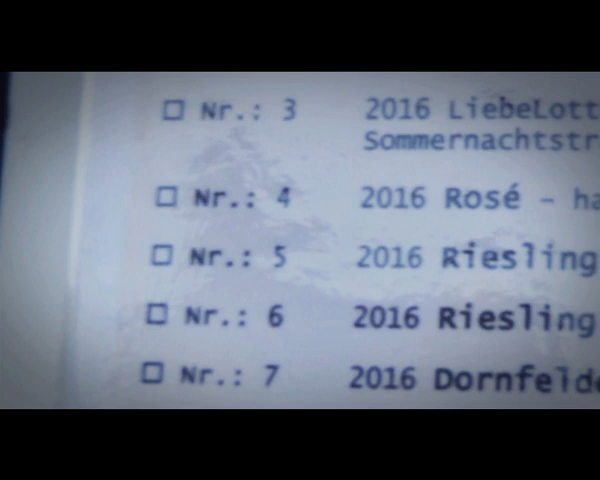 ☐ Nr.: 3 2016 LiebeLott
Sommernachtstr
☐ Nr.: 4 2016 Rosé - ha
☐ Nr.: 5 2016 Riesling
☐ Nr.: 6 2016 Riesling
☐ Nr.: 7 2016 Dornfelde